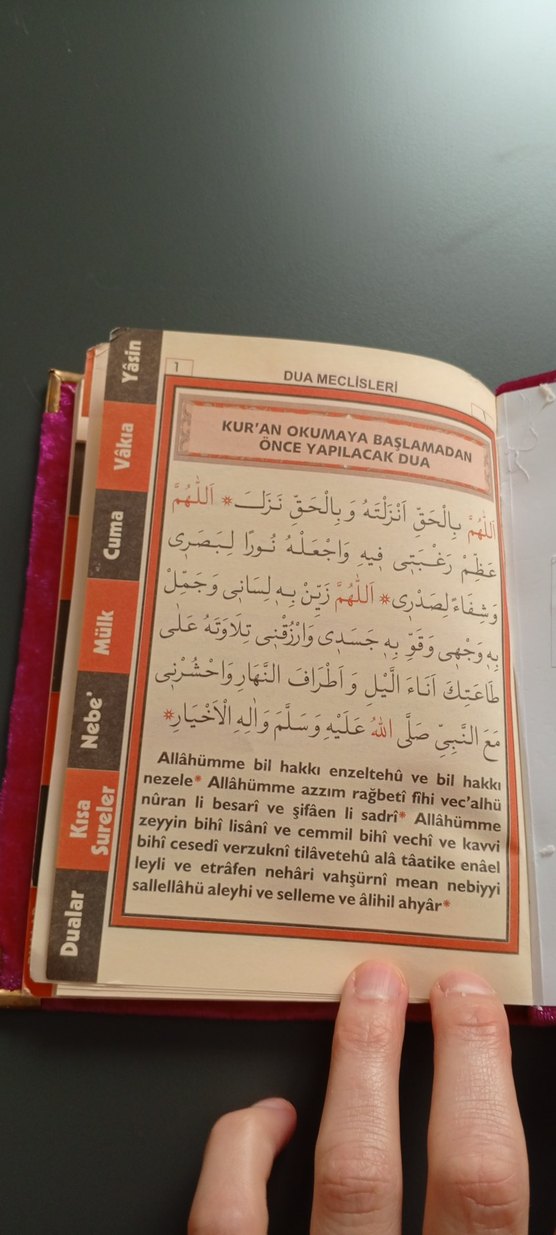 DUA MECLİSLERİ
1
KUR'AN OKUMAYA BAŞLAMADAN
ÖNCE YAPILACAK DUA
اَللّٰهُمَّ بِالْحَقِّ اَنْزَلْتَهُ وَبِالْحَقِّ نَزَلَ * اَللّٰهُمَّ
عَظِّمْ رَغْبَتٖى فٖيهِ وَاجْعَلْهُ نُورًا لِبَصَرٖى
وَشِفَاءً لِصَدْرٖى * اَللّٰهُمَّ زَيِّنْ بِهٖ لِسَانٖى وَجَمِّلْ
بِهٖ وَجْهٖى وَقَوِّ بِهٖ جَسَدٖى وَارْزُقْنٖى تِلَاوَتَهُ عَلٰى
طَاعَتِكَ اٰنَاءَ الَّيْلِ وَ اَطْرَافَ النَّهَارِ وَاحْشُرْنٖى
مَعَ النَّبِىِّ صَلَّى اللّٰهُ عَلَيْهِ وَسَلَّمَ وَاٰلِهِ الْاَخْيَارِ *
Allâhümme bil hakkı enzeltehû ve bil hakkı
nezele* Allâhümme azzım rağbetî fîhi vec'alhü
nûran li besarî ve şifâen li sadrî* Allâhümme
zeyyin bihî lisânî ve cemmil bihî vechî ve kavvi
bihî cesedî verzuknî tilâvetehû alâ tâatike enâel
leyli ve etrâfen nehâri vahşürnî mean nebiyyi
sallellâhü aleyhi ve selleme ve âlihil ahyâr*
Yâsin
Vâkıa
Cuma
Mülk
Nebe'
Kısa
Sureler
Dualar